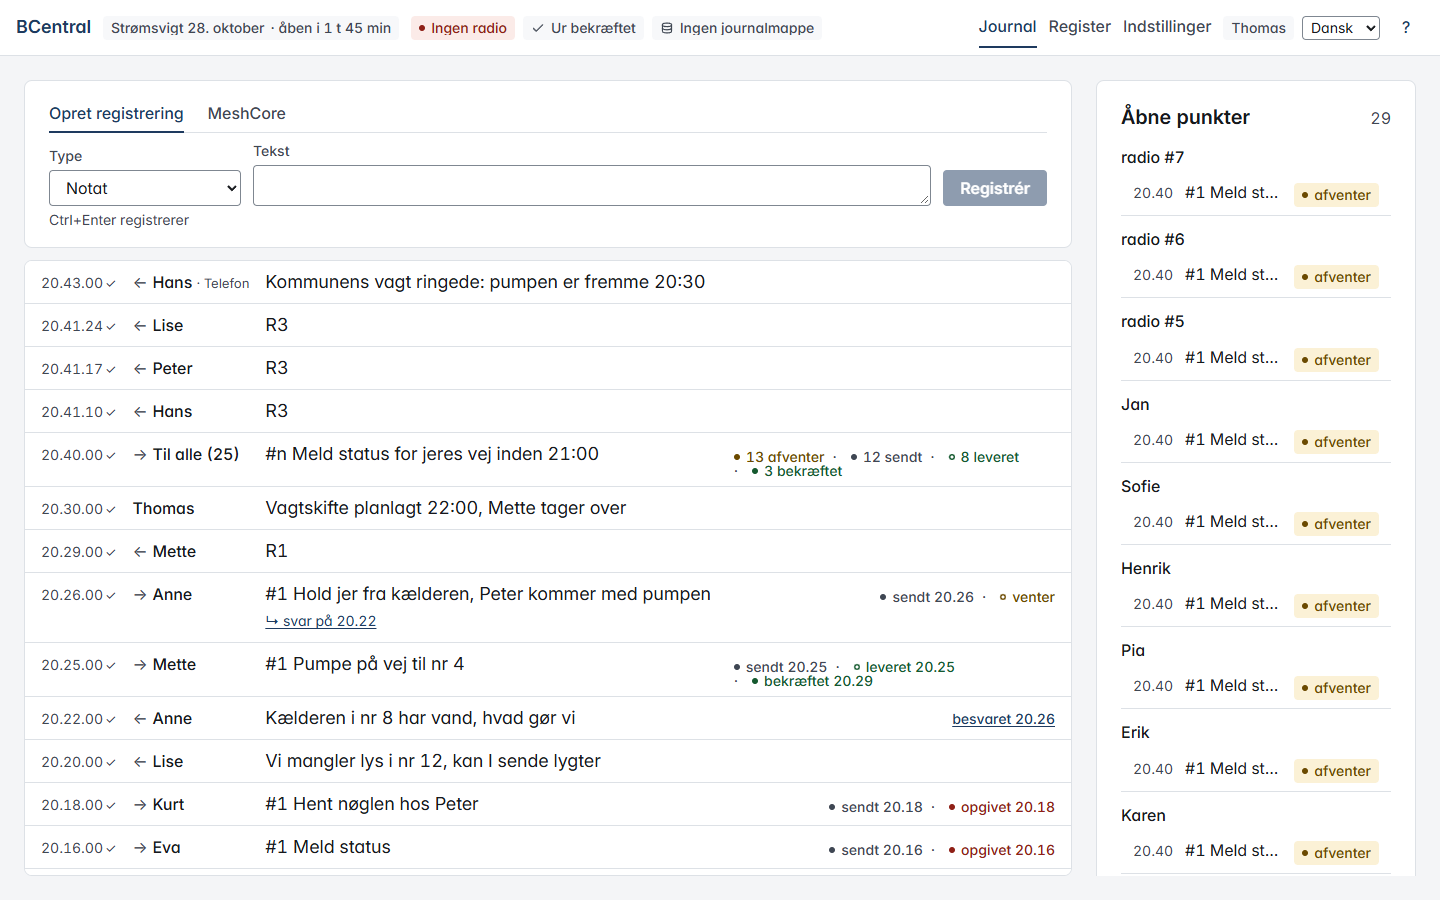 BCentral
Strømsvigt 28. oktober · åben i 1 t 45 min
Ingen radio
Ur bekræftet
Ingen journalmappe
Journal
Register
Indstillinger
Thomas
Dansk
?
Opret registrering
MeshCore
Type
Tekst
Notat
Registrér
Ctrl+Enter registrerer
20.43.00 ✓ ← Hans · Telefon Kommunens vagt ringede: pumpen er fremme 20:30
20.41.24 ✓ ← Lise R3
20.41.17 ✓ ← Peter R3
20.41.10 ✓ ← Hans R3
20.40.00 ✓ → Til alle (25) #n Meld status for jeres vej inden 21:00 13 afventer · 12 sendt · 8 leveret
· 3 bekræftet
20.30.00 ✓ Thomas Vagtskifte planlagt 22:00, Mette tager over
20.29.00 ✓ ← Mette R1
20.26.00 ✓ → Anne #1 Hold jer fra kælderen, Peter kommer med pumpen sendt 20.26 · venter
↳ svar på 20.22
20.25.00 ✓ → Mette #1 Pumpe på vej til nr 4 sendt 20.25 · leveret 20.25
· bekræftet 20.29
20.22.00 ✓ ← Anne Kælderen i nr 8 har vand, hvad gør vi besvaret 20.26
20.20.00 ✓ ← Lise Vi mangler lys i nr 12, kan I sende lygter
20.18.00 ✓ → Kurt #1 Hent nøglen hos Peter sendt 20.18 · opgivet 20.18
20.16.00 ✓ → Eva #1 Meld status sendt 20.16 · opgivet 20.16
Åbne punkter 29
radio #7
20.40 #1 Meld st... afventer
radio #6
20.40 #1 Meld st... afventer
radio #5
20.40 #1 Meld st... afventer
Jan
20.40 #1 Meld st... afventer
Sofie
20.40 #1 Meld st... afventer
Henrik
20.40 #1 Meld st... afventer
Pia
20.40 #1 Meld st... afventer
Erik
20.40 #1 Meld st... afventer
Karen
20.40 #1 Meld st... afventer